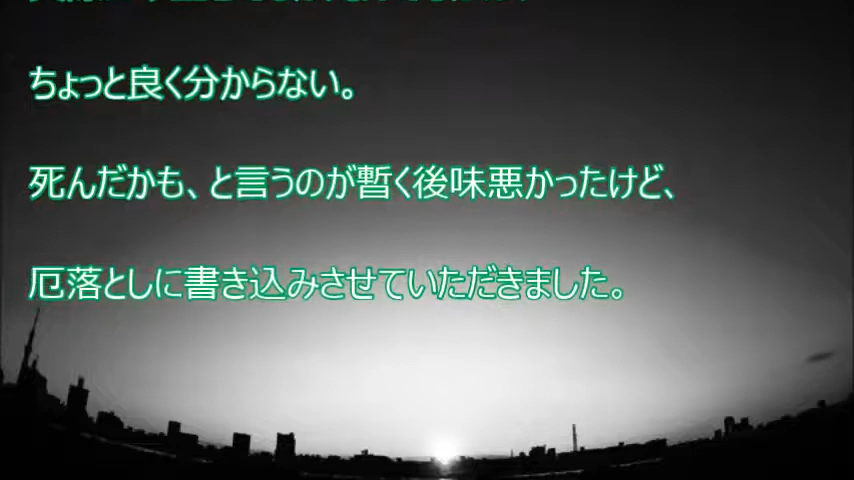 ちょっと良く分からない。
死んだかも、と言うのが暫く後味悪かったけど、
厄落としに書き込みさせていただきました。